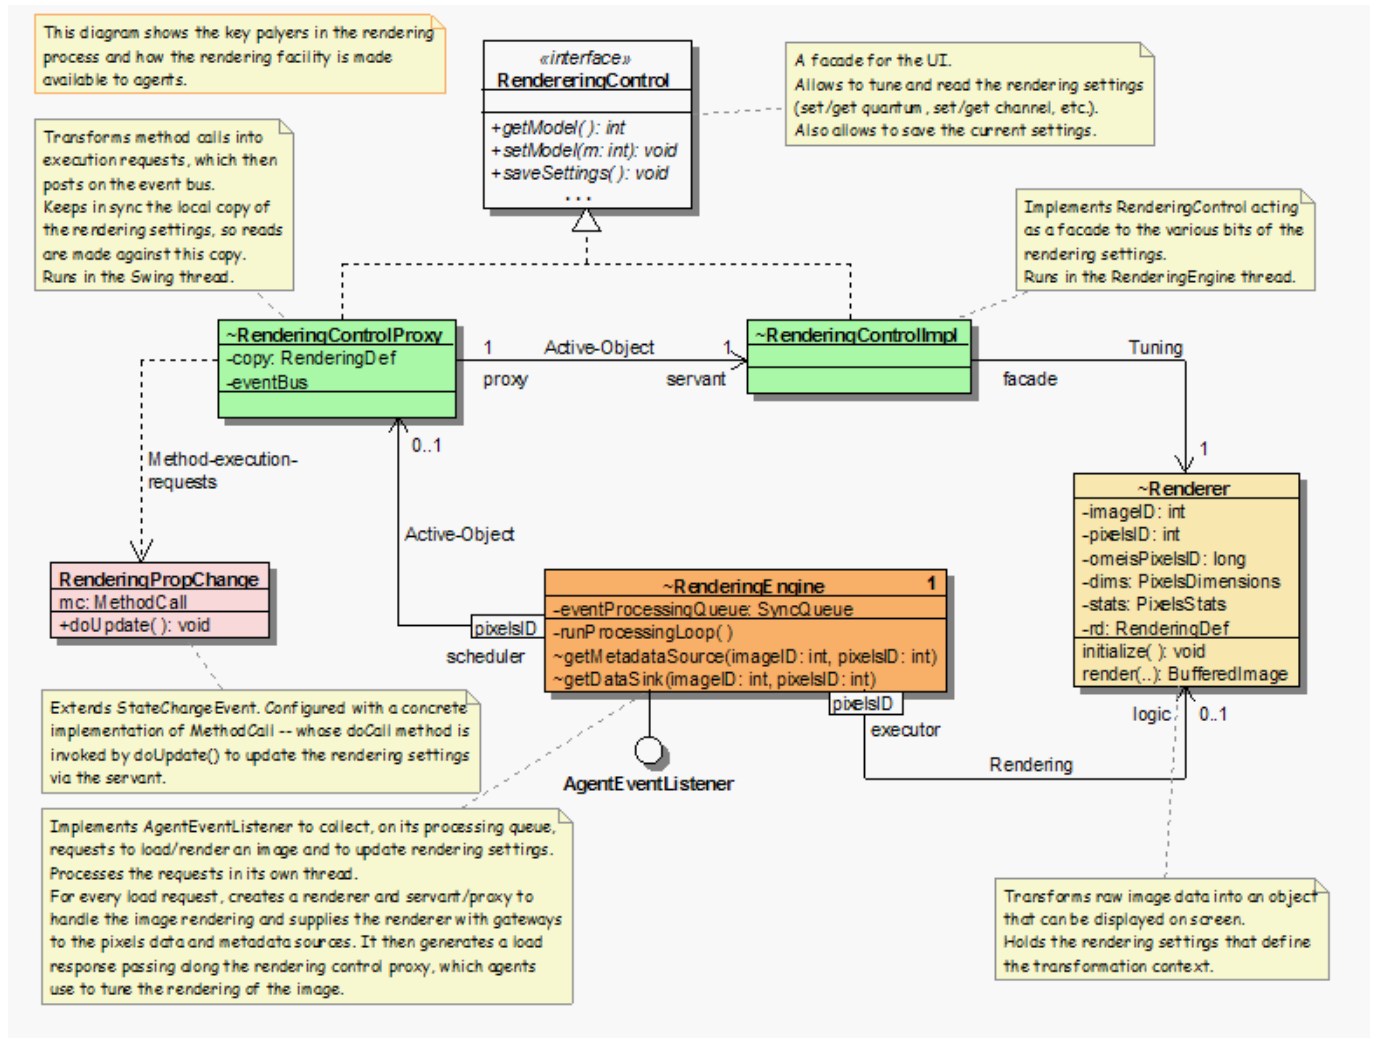 This diagram shows the key palyers in the rendering
process and how the rendering facility is made
available to agents.
«interface»
RendereringControl
+getModel( ): int
+setModel(m: int): void
+saveSettings( ): void
. . .
A facade for the UI.
Allows to tune and read the rendering settings
(set/get quantum, set/get channel, etc.).
Also allows to save the current settings.
Transforms method calls into
execution requests, which then
posts on the event bus.
Keeps in sync the local copy of
the rendering settings, so reads
are made against this copy.
Runs in the Swing thread.
Implements RenderingControl acting
as a facade to the various bits of the
rendering settings.
Runs in the RenderingEngine thread.
~RenderingControlProxy
-copy: RenderingDef
-eventBus
1
Active-Object
1
proxy
servant
~RenderingControlImpl
Tuning
facade
1
0..1
Method-execution-
requests
Active-Object
~Renderer
-imageID: int
-pixelsID: int
-omeisPixelsID: long
-dims: PixelsDimensions
-stats: PixelsStats
-rd: RenderingDef
initialize( ): void
render(..): BufferedImage
RenderingPropChange
mc: MethodCall
+doUpdate( ): void
~RenderingEngine
1
-eventProcessingQueue: SyncQueue
-runProcessingLoop( )
~getMetadataSource(imageID: int, pixelsID: int)
~getDataSink(imageID: int, pixelsID: int)
pixelsID
scheduler
pixelsID
executor
logic
0..1
Rendering
AgentEventListener
Extends StateChangeEvent. Configured with a concrete
implementation of MethodCall -- whose doCall method is
invoked by doUpdate() to update the rendering settings
via the servant.
Implements AgentEventListener to collect, on its processing queue,
requests to load/render an image and to update rendering settings.
Processes the requests in its own thread.
For every load request, creates a renderer and servant/proxy to
handle the image rendering and supplies the renderer with gateways
to the pixels data and metadata sources. It then generates a load
response passing along the rendering control proxy, which agents
use to tune the rendering of the image.
Transforms raw image data into an object
that can be displayed on screen.
Holds the rendering settings that define
the transformation context.